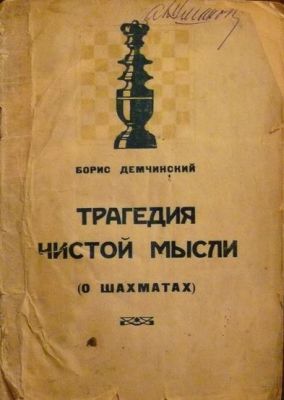 БОРИС ДЕМЧИНСКИЙ
ТРАГЕДИЯ
ЧИСТОЙ МЫСЛИ
(О ШАХМАТАХ)